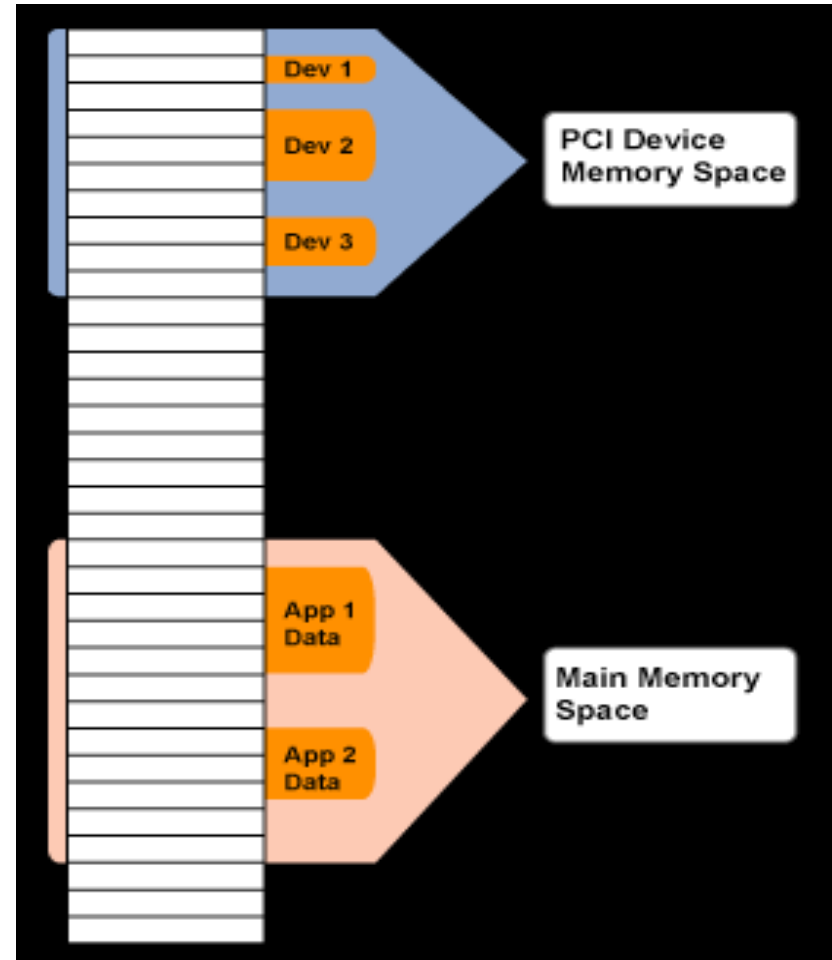 Dev 1
Dev 2
Dev 3
PCI Device
Memory Space
App 1
Data
App 2
Data
Main Memory
Space